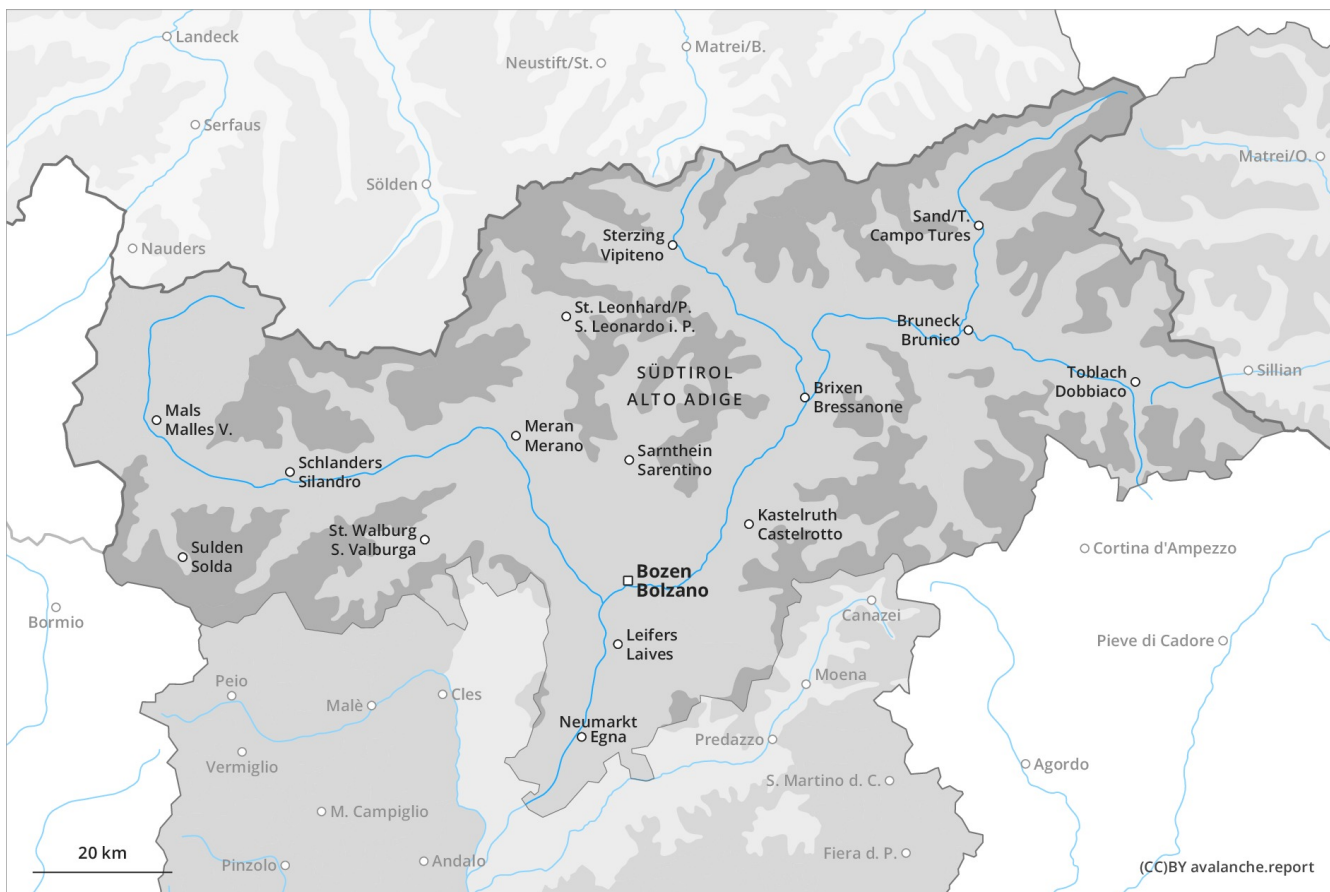 Landeck
Matrei/B.
Neustift/St.
Serfaus
Matrei/O.
Sölden
Sand/T.
Campo Tures
Sterzing
Vipiteno
Nauders
St. Leonhard/P.
S. Leonardo i. P.
Bruneck
Brunico
SÜDTIROL
ALTO ADIGE
Toblach
Dobbiaco
Sillian
Brixen
Bressanone
Mals
Malles V.
Meran
Merano
Sarnthein
Sarentino
Schlanders
Silandro
Kastelruth
Castelrotto
St. Walburg
S. Valburga
Sulden
Solda
Cortina d'Ampezzo
Bozen
Bolzano
Bormio
Canazei
Leifers
Laives
Pieve di Cadore
Moena
Peio
Malè
Cles
Neumarkt
Egna
Predazzo
Vermiglio
Agordo
S. Martino d. C.
M. Campiglio
20 km
Pinzolo
Andalo
Fiera d. P.
(CC)BY avalanche.report